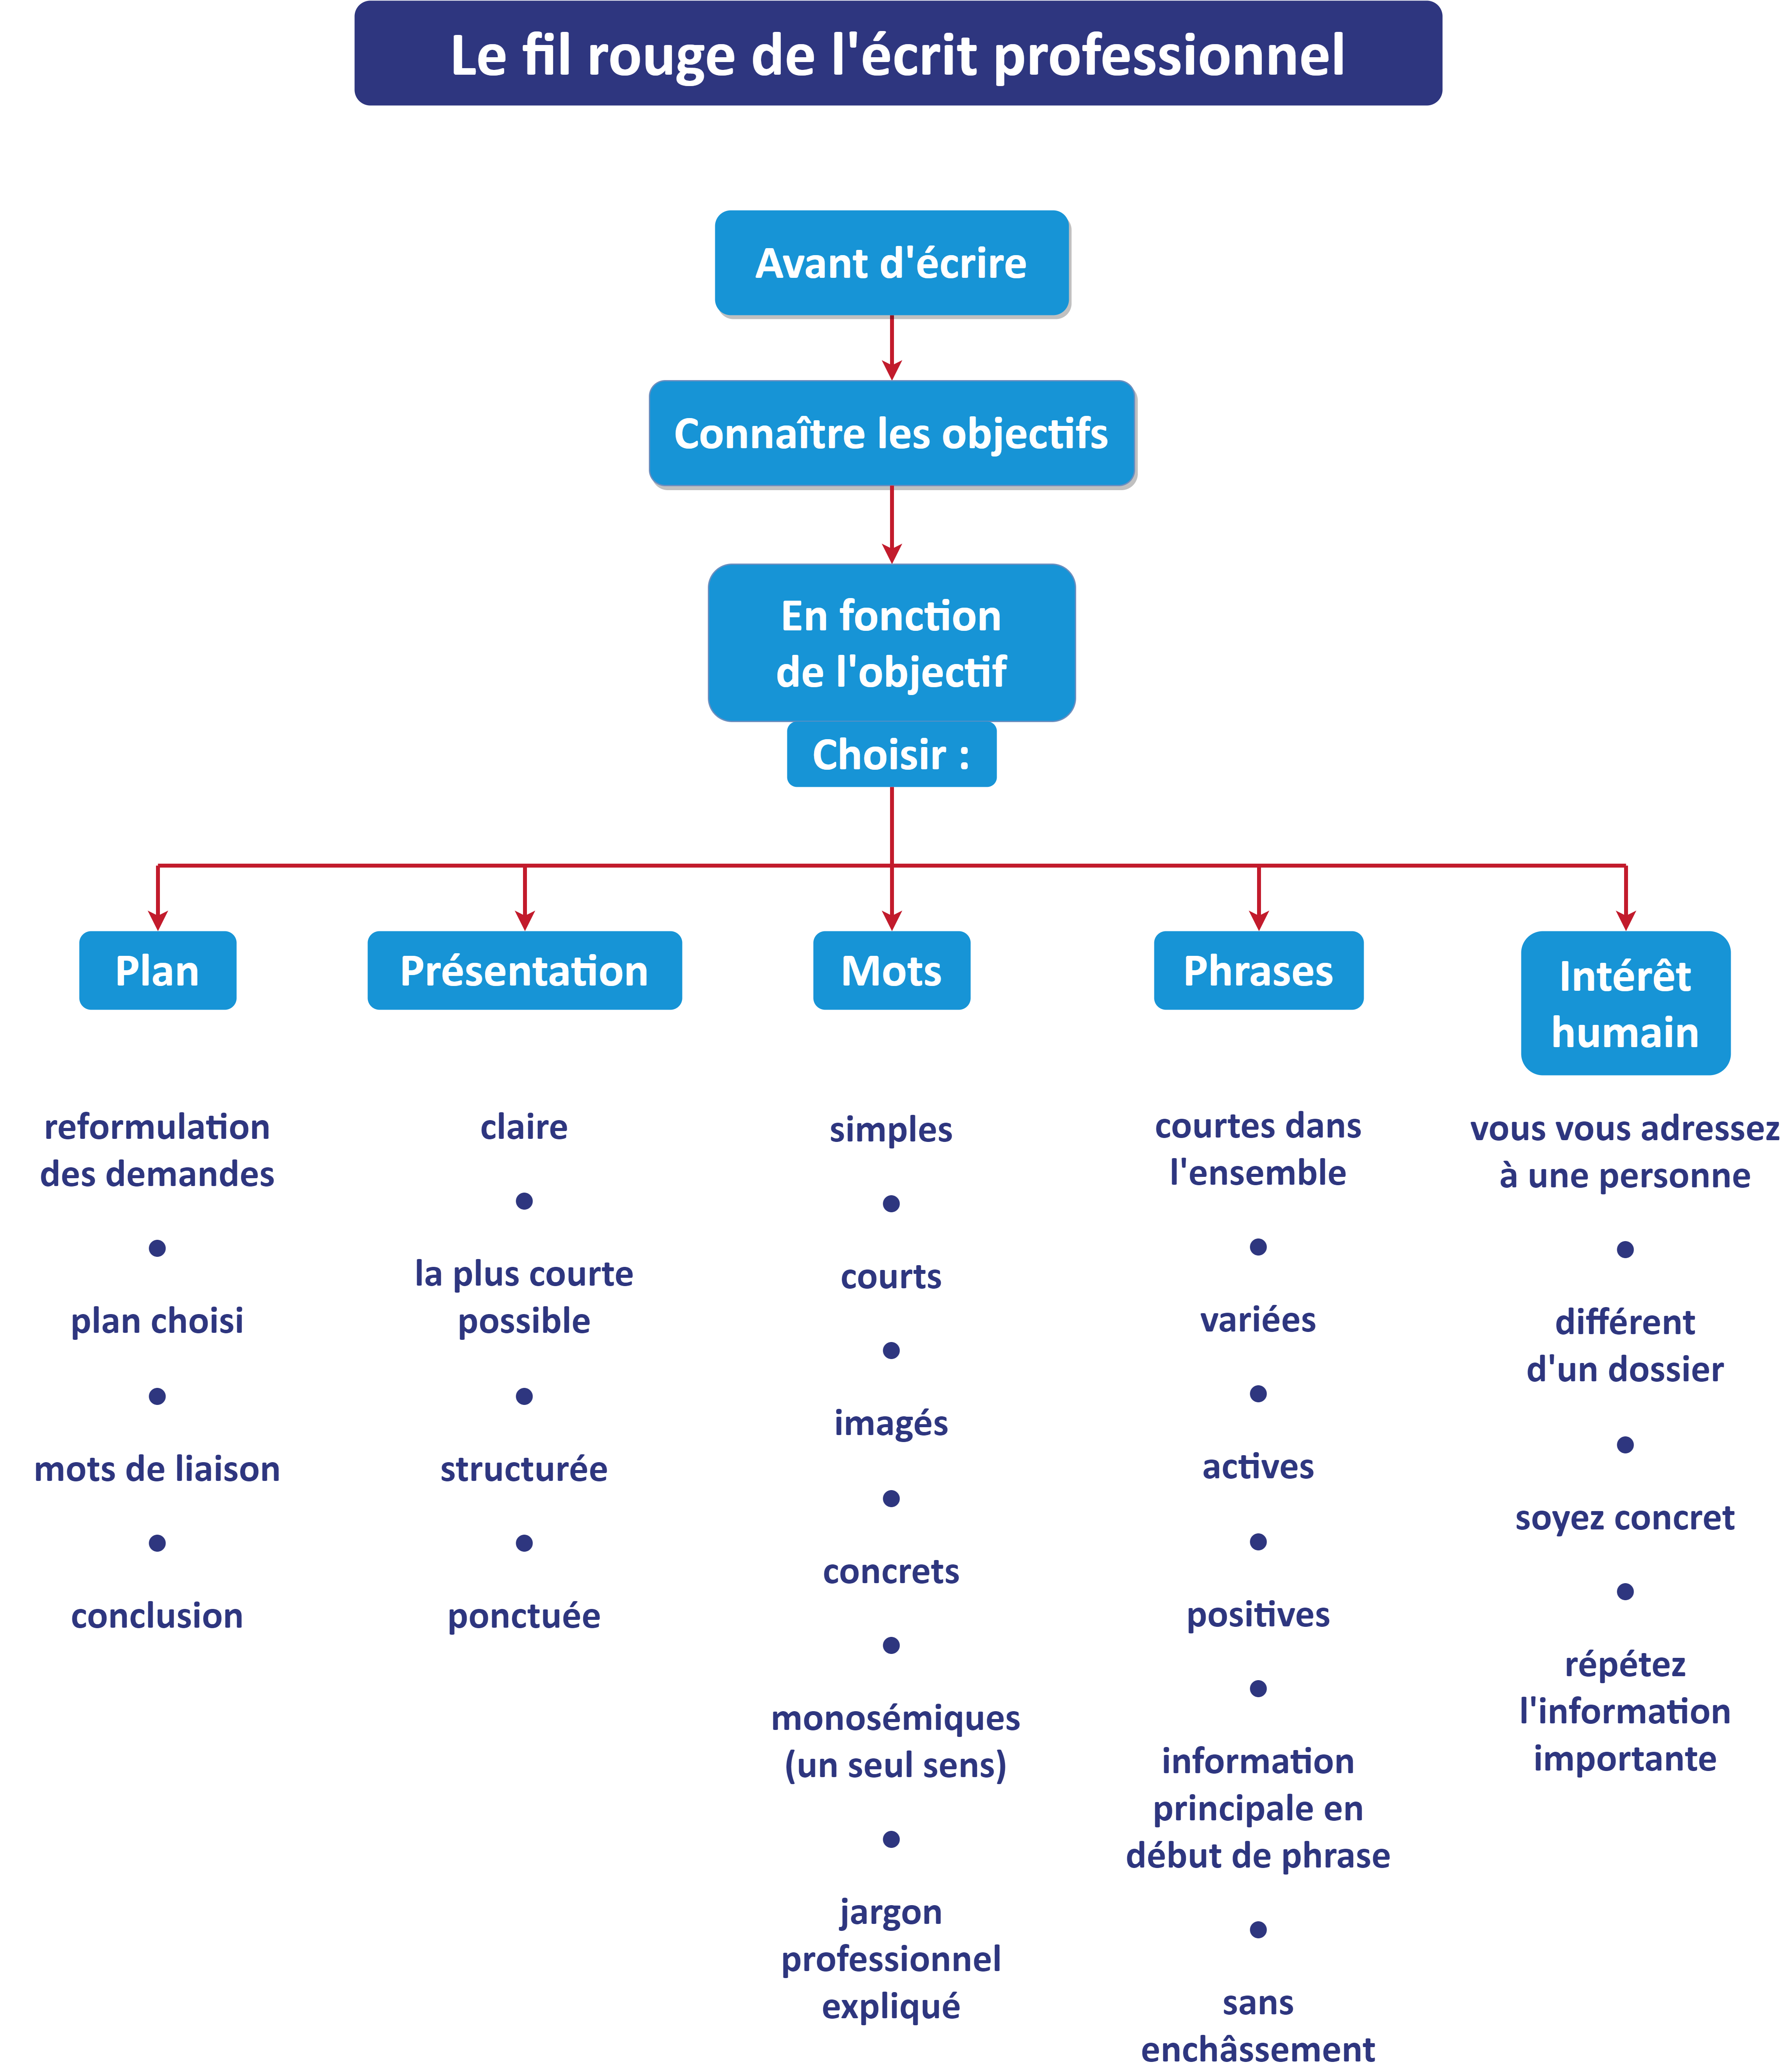 Le fil rouge de l'écrit professionnel
Avant d'écrire
Connaître les objectifs
En fonction
de l'objectif
Choisir :
Plan
reformulation
des demandes
•
plan choisi
•
mots de liaison
•
conclusion
Présentation
claire
•
la plus courte
possible
•
structurée
•
ponctuée
Mots
simples
•
courts
•
imagés
•
concrets
•
monosémiques
(un seul sens)
•
jargon
professionnel
expliqué
Phrases
courtes dans
l'ensemble
•
variées
•
actives
•
positives
•
information
principale en
début de phrase
•
sans
enchâssement
Intérêt
humain
vous vous adressez
à une personne
•
différent
d'un dossier
•
soyez concret
•
répétez
l'information
importante